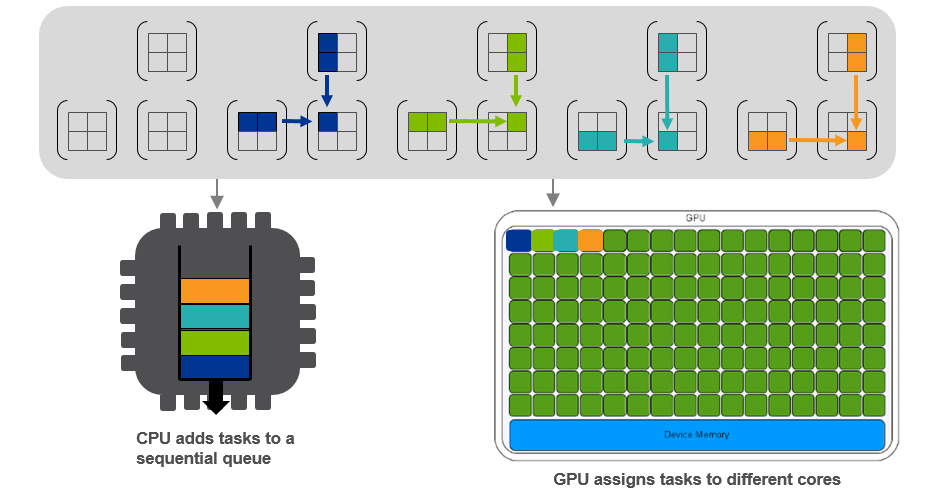 GPU
Device Memory
CPU adds tasks to a
sequential queue
GPU assigns tasks to different cores